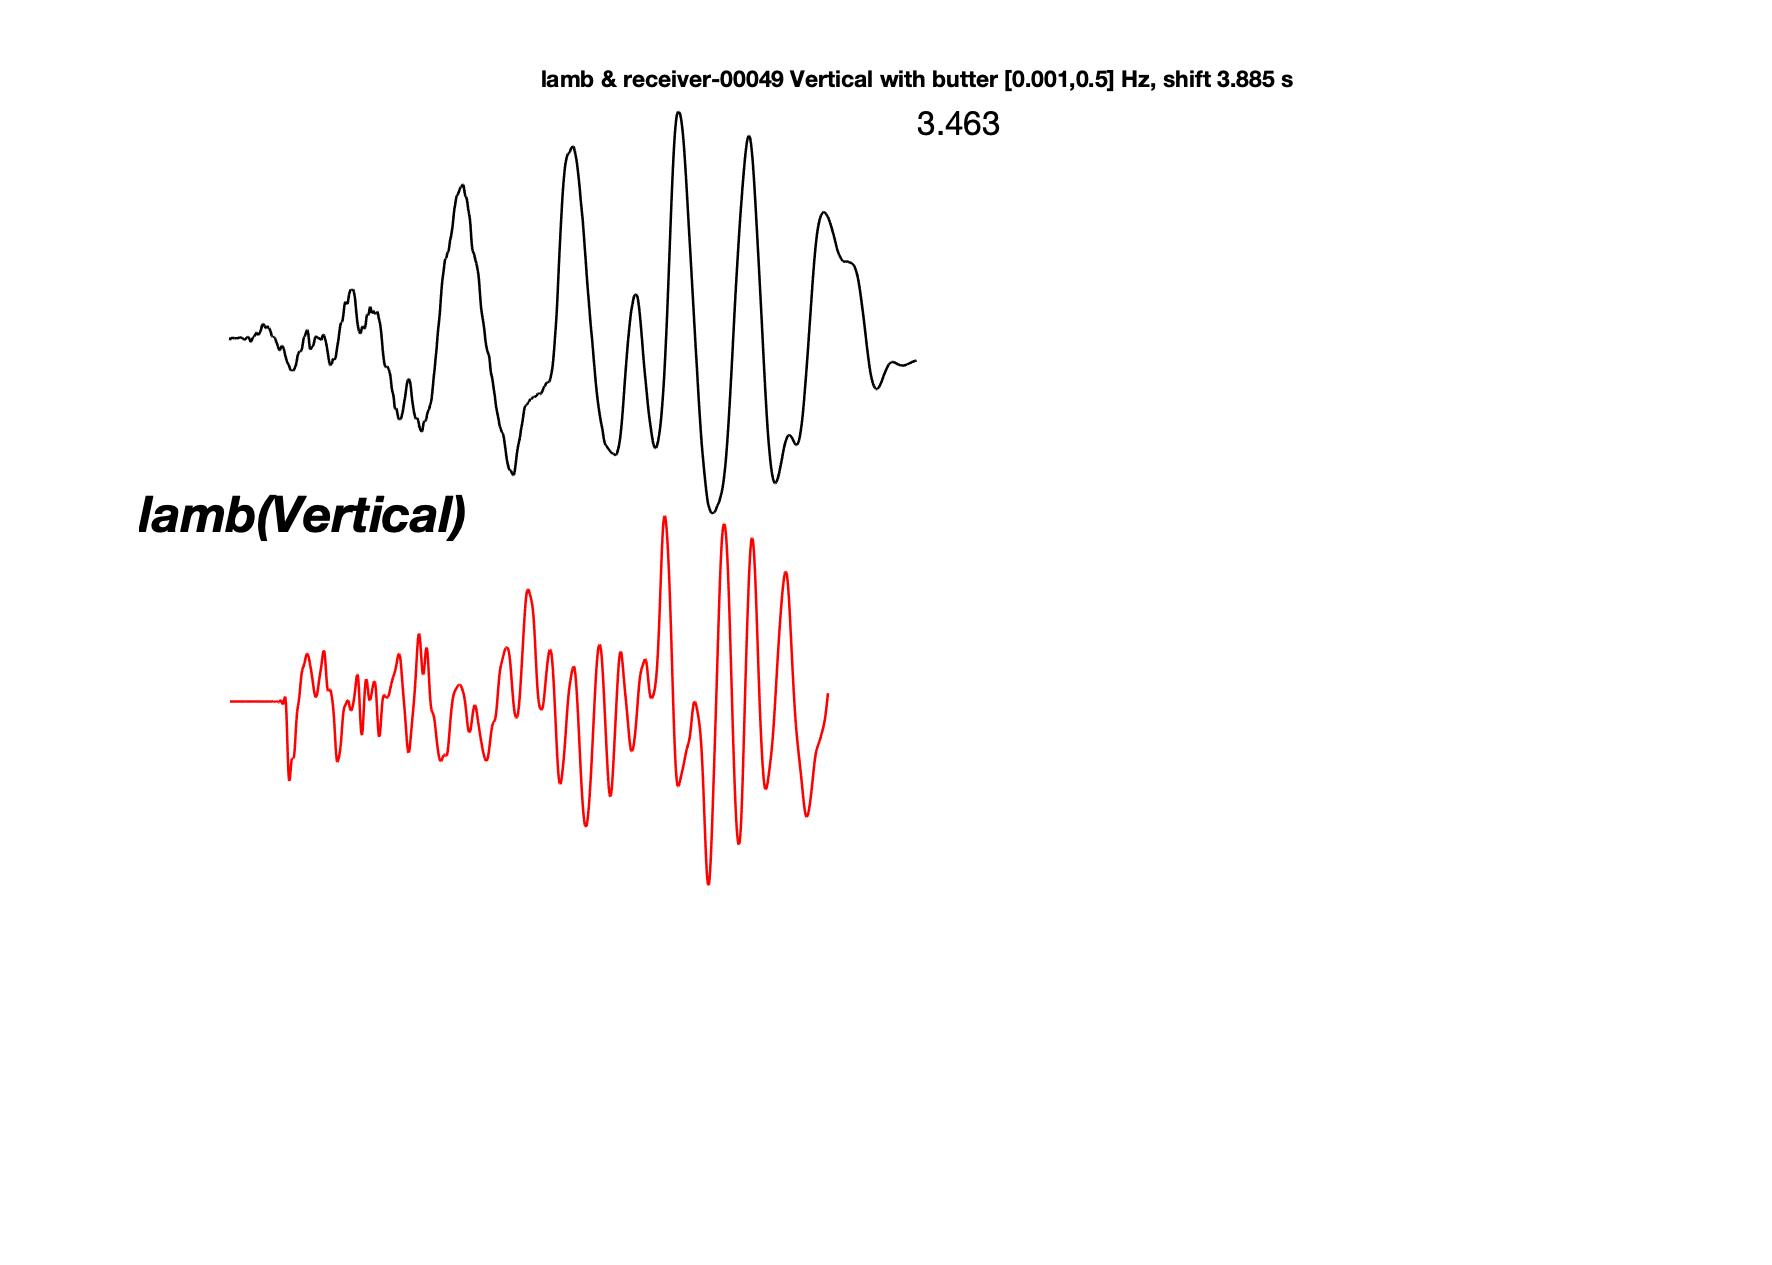 lamb & receiver-00049 Vertical with butter [0.001,0.5] Hz, shift 3.885 s
3.463
lamb(Vertical)